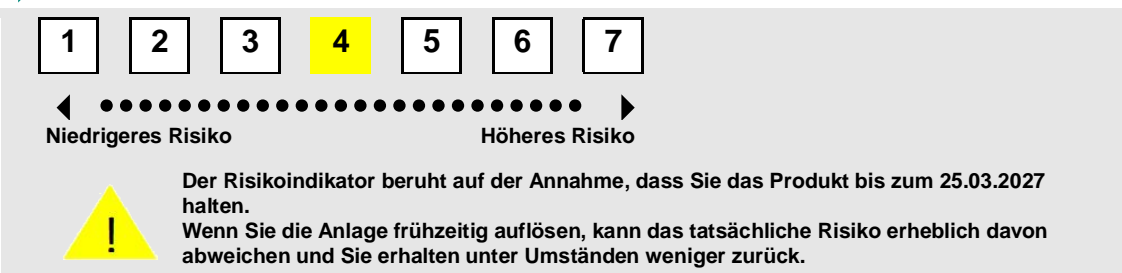 1 2 3 4 5 6 7
Niedrigeres Risiko Höheres Risiko
Der Risikoindikator beruht auf der Annahme, dass Sie das Produkt bis zum 25.03.2027
halten.
Wenn Sie die Anlage frühzeitig auflösen, kann das tatsächliche Risiko erheblich davon
abweichen und Sie erhalten unter Umständen weniger zurück.
!